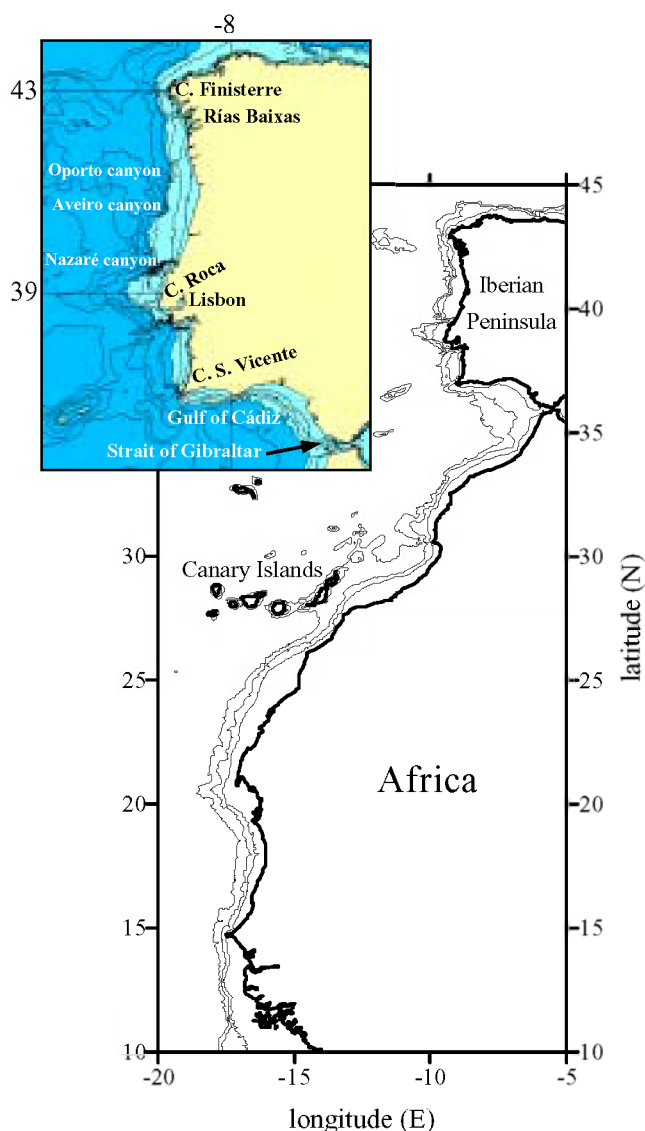 -8
43
C. Finisterre
Rías Baixas
Oporto canyon
Aveiro canyon
Nazaré canyon
C. Roca
39
Lisbon
C. S. Vicente
Gulf of Cádiz
Strait of Gibraltar
45
Iberian
Peninsula
40
35
30
30
Canary Islands
25
25
latitude (N)
Africa
20
20
15
15
10
10
-20
-15
-10
-5
longitude (E)